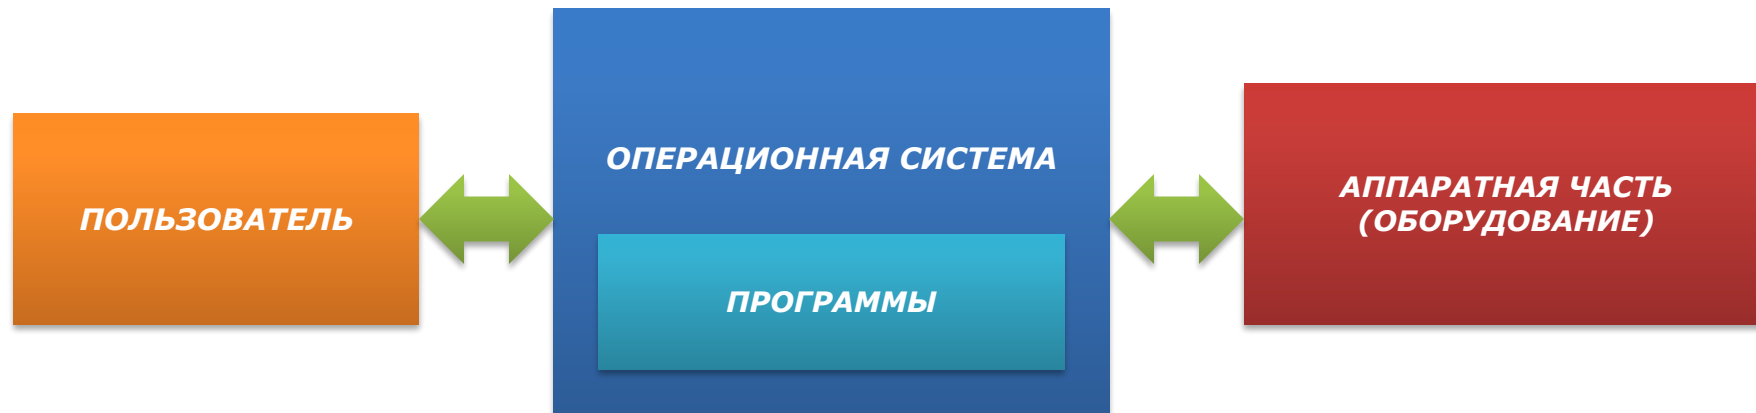 ПОЛЬЗОВАТЕЛЬ
ОПЕРАЦИОННАЯ СИСТЕМА
ПРОГРАММЫ
АППАРАТНАЯ ЧАСТЬ
(ОБОРУДОВАНИЕ)